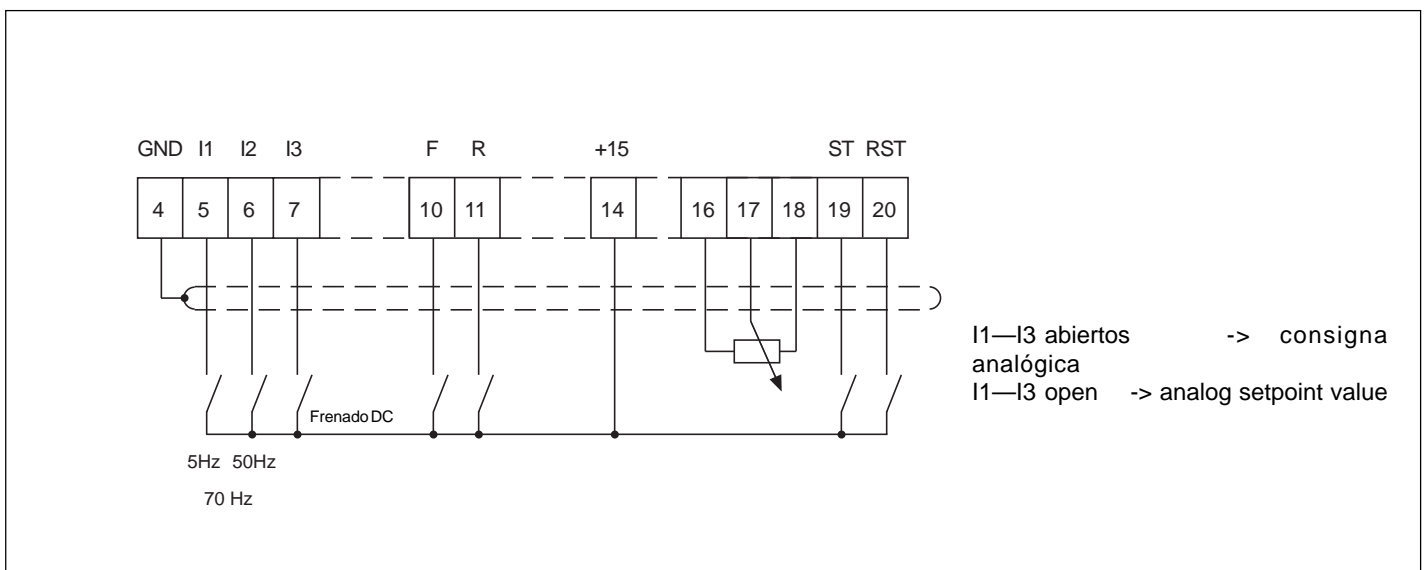 GND I1 I2 I3 F R +15 ST RST
4 5 6 7 10 11 14 16 17 18 19 20
I1—I3 abiertos -> consigna
analógica
I1—I3 open -> analog setpoint value
Frenado DC
5Hz 50Hz
70 Hz